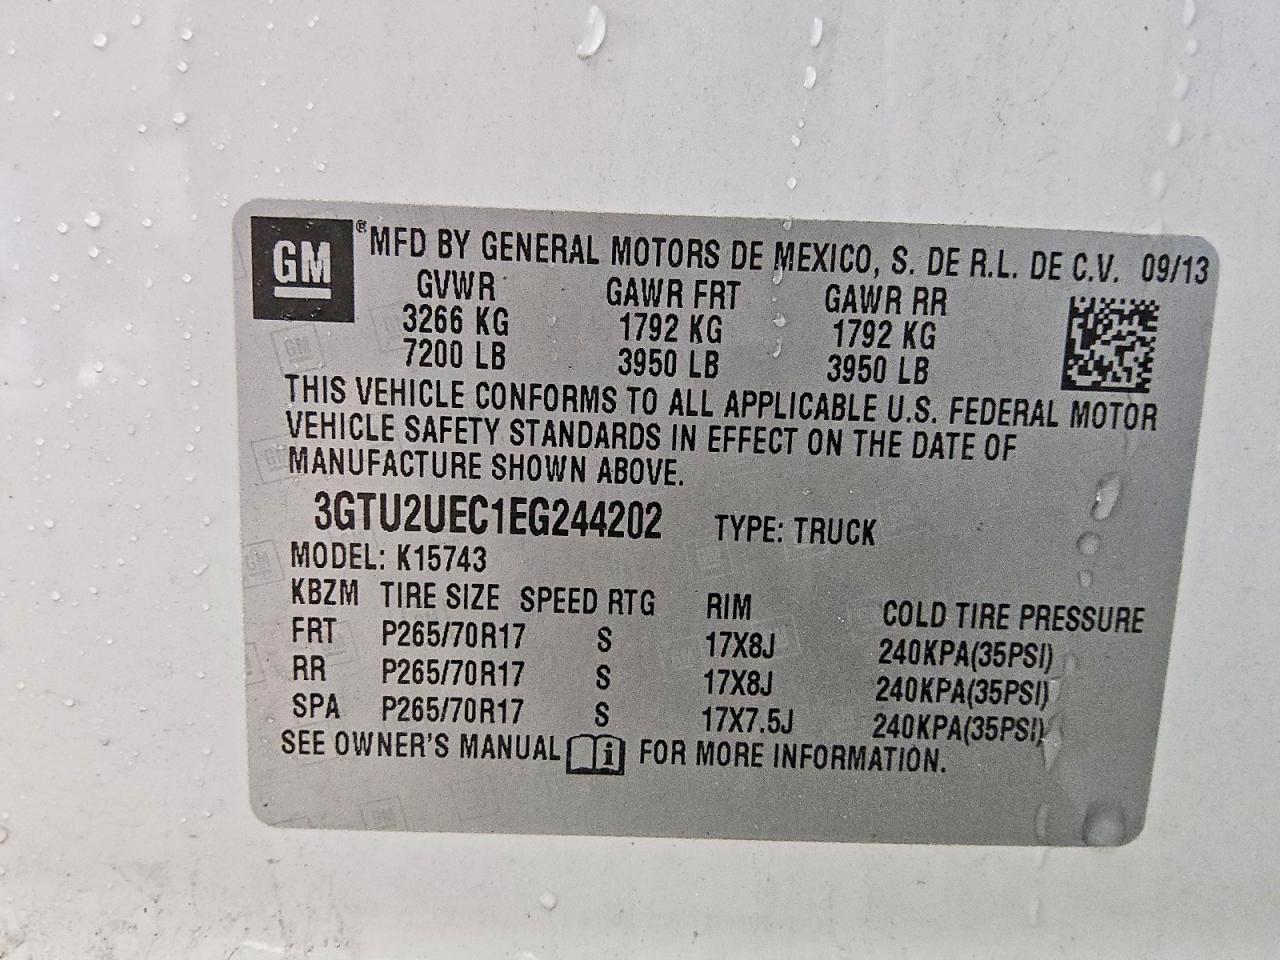 GM ® MFD BY GENERAL MOTORS DE MEXICO, S. DE R.L. DE C.V. 09/13
GVWR GAWR FRT GAWR RR
3266 KG 1792 KG 1792 KG
7200 LB 3950 LB 3950 LB
THIS VEHICLE CONFORMS TO ALL APPLICABLE U.S. FEDERAL MOTOR
VEHICLE SAFETY STANDARDS IN EFFECT ON THE DATE OF
MANUFACTURE SHOWN ABOVE.
3GTU2UEC1EG244202 TYPE: TRUCK
MODEL: K15743
KBZM TIRE SIZE SPEED RTG RIM COLD TIRE PRESSURE
FRT P265/70R17 S 17X8J 240KPA(35PSI)
RR P265/70R17 S 17X8J 240KPA(35PSI)
SPA P265/70R17 S 17X7.5J 240KPA(35PSI)
SEE OWNER'S MANUAL i FOR MORE INFORMATION.